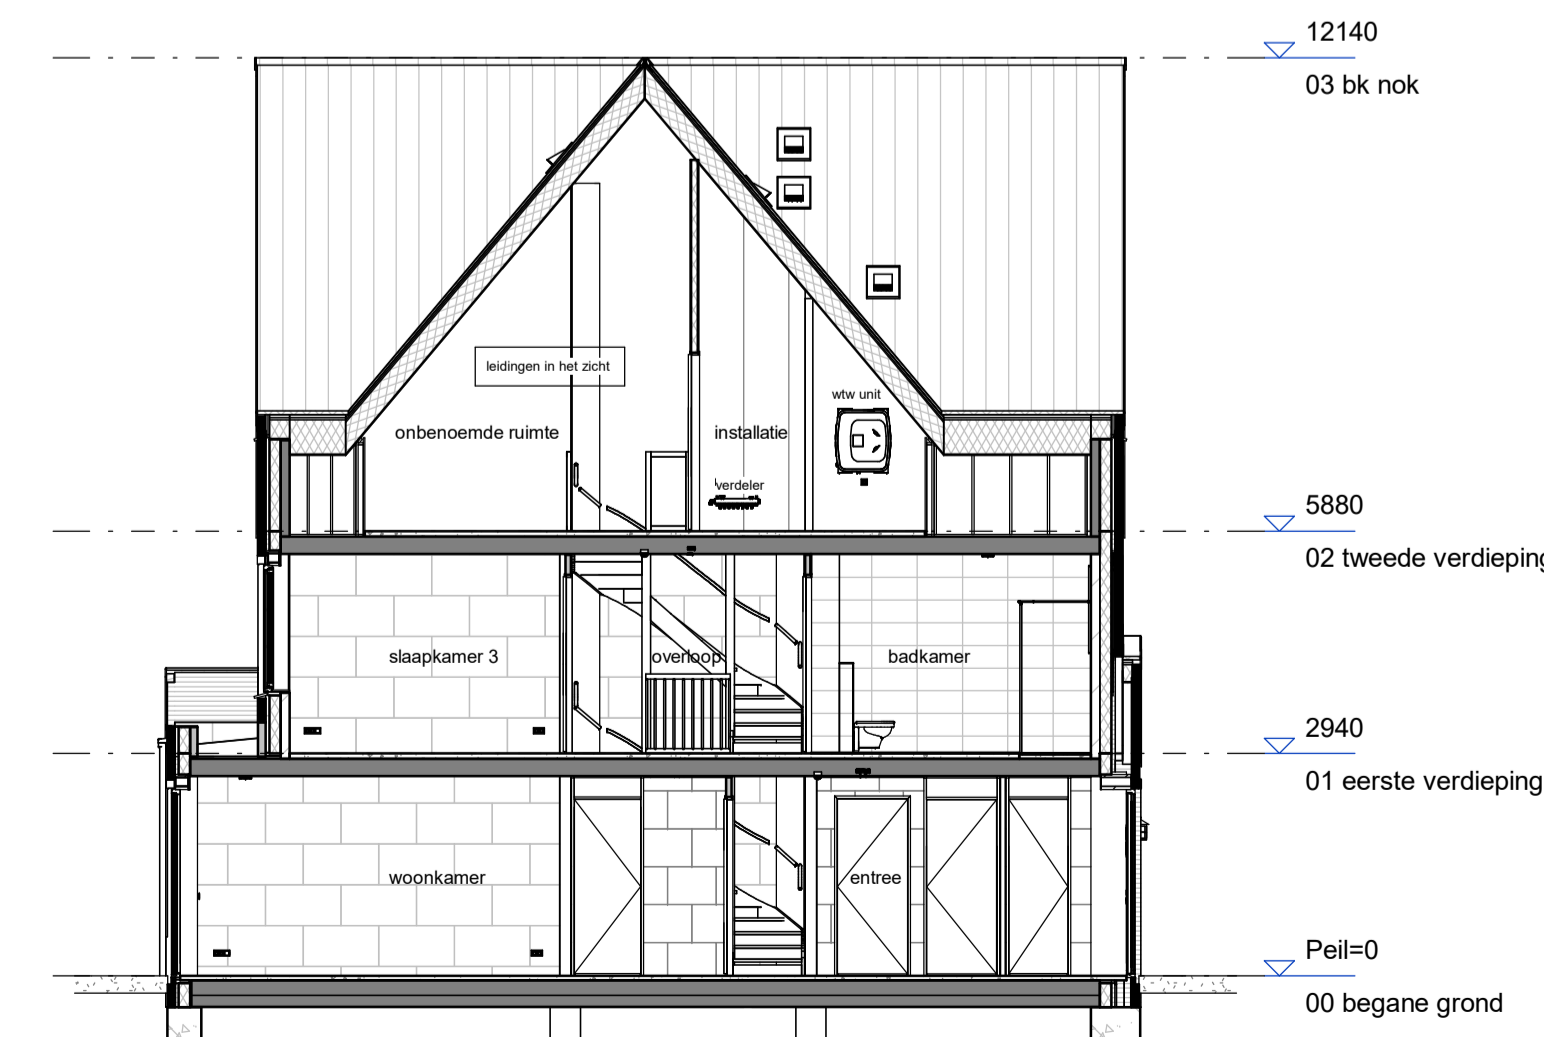 12140
03 bk nok
leidingen in het zicht
wtw unit
onbenoemde ruimte
installatie
verdeler
5880
02 tweede verdieping
slaapkamer 3
overloop
badkamer
2940
01 eerste verdieping
woonkamer
entree
Peil=0
00 begane grond